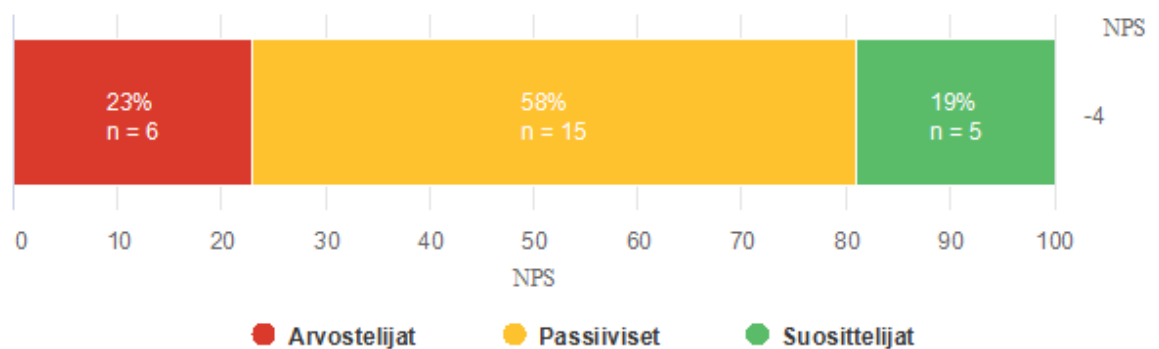 NPS
23%
n = 6
58%
n = 15
19%
n = 5
-4
0 10 20 30 40 50 60 70 80 90 100
NPS
Arvostelijat Passiiviset Suosittelijat